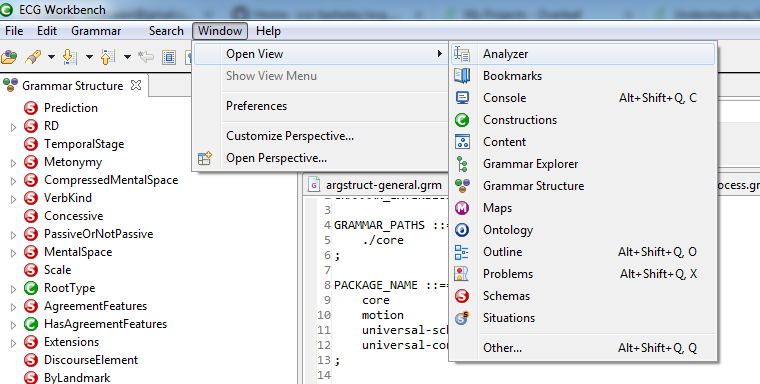 ECG Workbench
File Edit Grammar Search Window Help
Open View
Show View Menu
Preferences
Customize Perspective...
Open Perspective...
Analyzer
Bookmarks
Console Alt+Shift+Q, C
Constructions
Content
Grammar Explorer
Grammar Structure
Maps
Ontology
Outline Alt+Shift+Q, O
Problems Alt+Shift+Q, X
Schemas
Situations
Other... Alt+Shift+Q, Q
Grammar Structure
Prediction
RD
TemporalStage
Metonymy
CompressedMentalSpace
VerbKind
Concessive
PassiveOrNotPassive
MentalSpace
Scale
RootType
AgreementFeatures
HasAgreementFeatures
Extensions
DiscourseElement
ByLandmark
argstruct-general.grm
ocess.gr
3
4 GRAMMAR_PATHS ::=
5 ./core
6 ;
7
8 PACKAGE_NAME ::=
9 core
10 motion
11 universal-sc
12 universal-co
13 ;
14